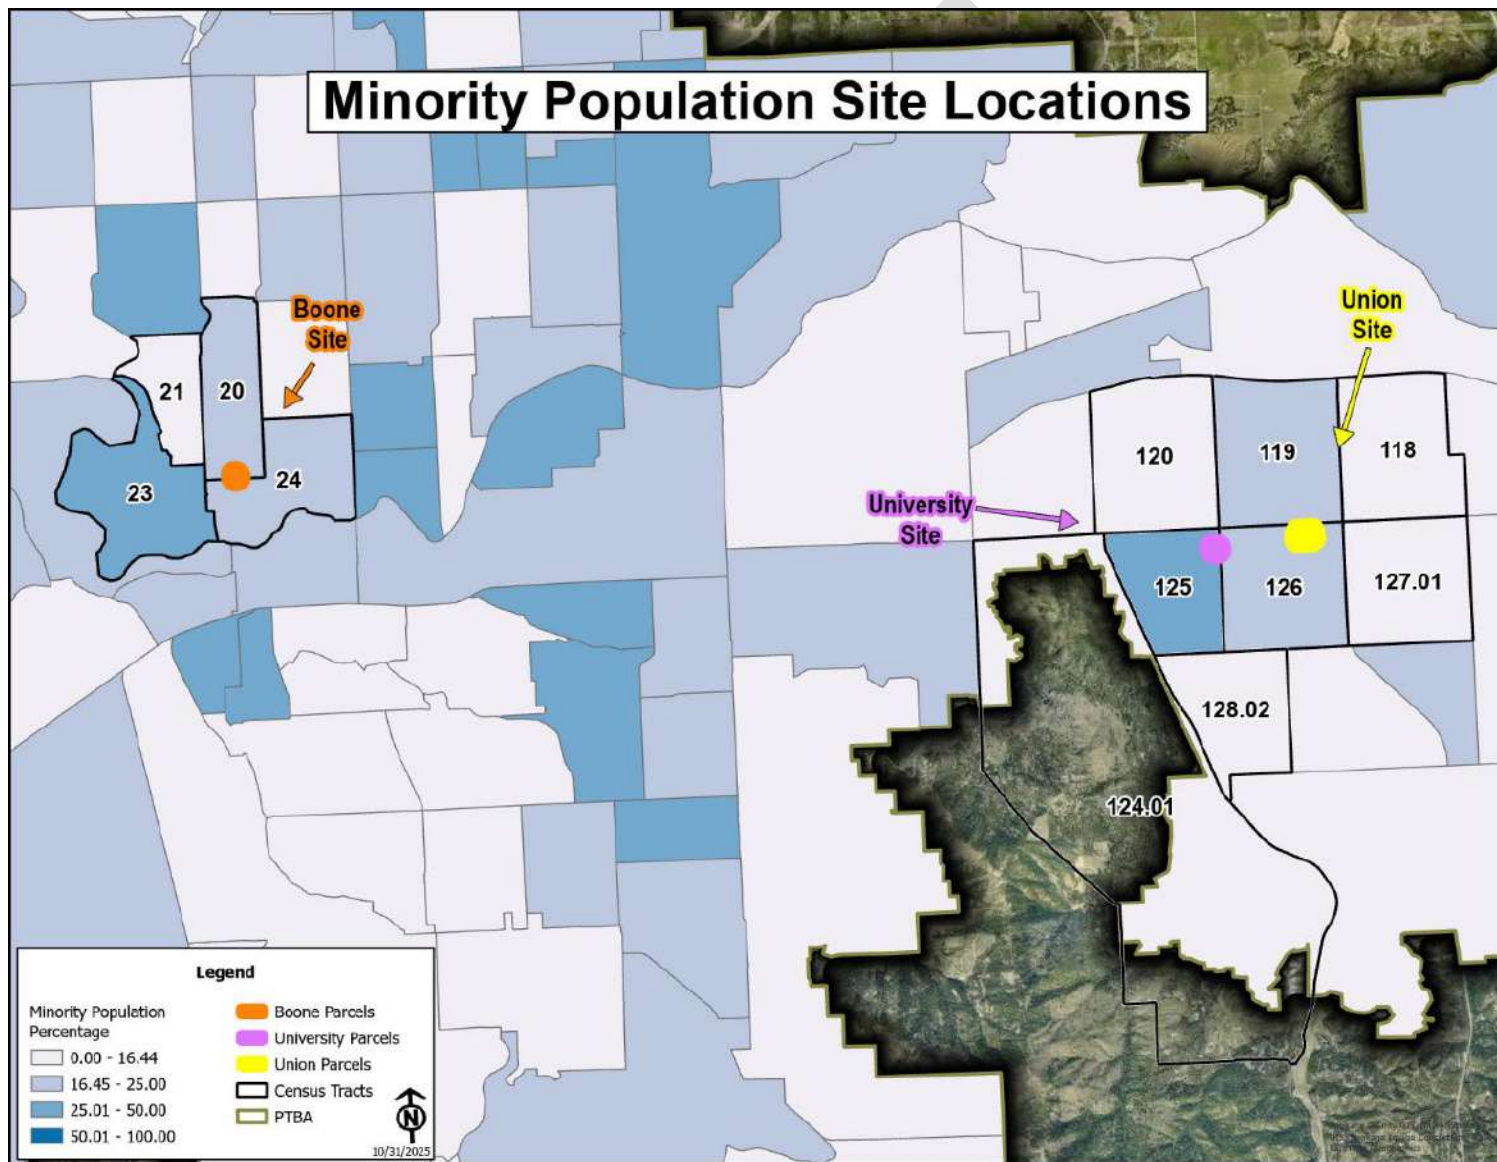 Minority Population Site Locations
Boone
Site
Union
Site
21
20
24
23
120
119
118
University
Site
125
126
127.01
128.02
124.01
Legend
Minority Population
Percentage
0.00 - 16.44
16.45 - 25.00
25.01 - 50.00
50.01 - 100.00
Boone Parcels
University Parcels
Union Parcels
Census Tracts
PTBA
N
10/31/2025